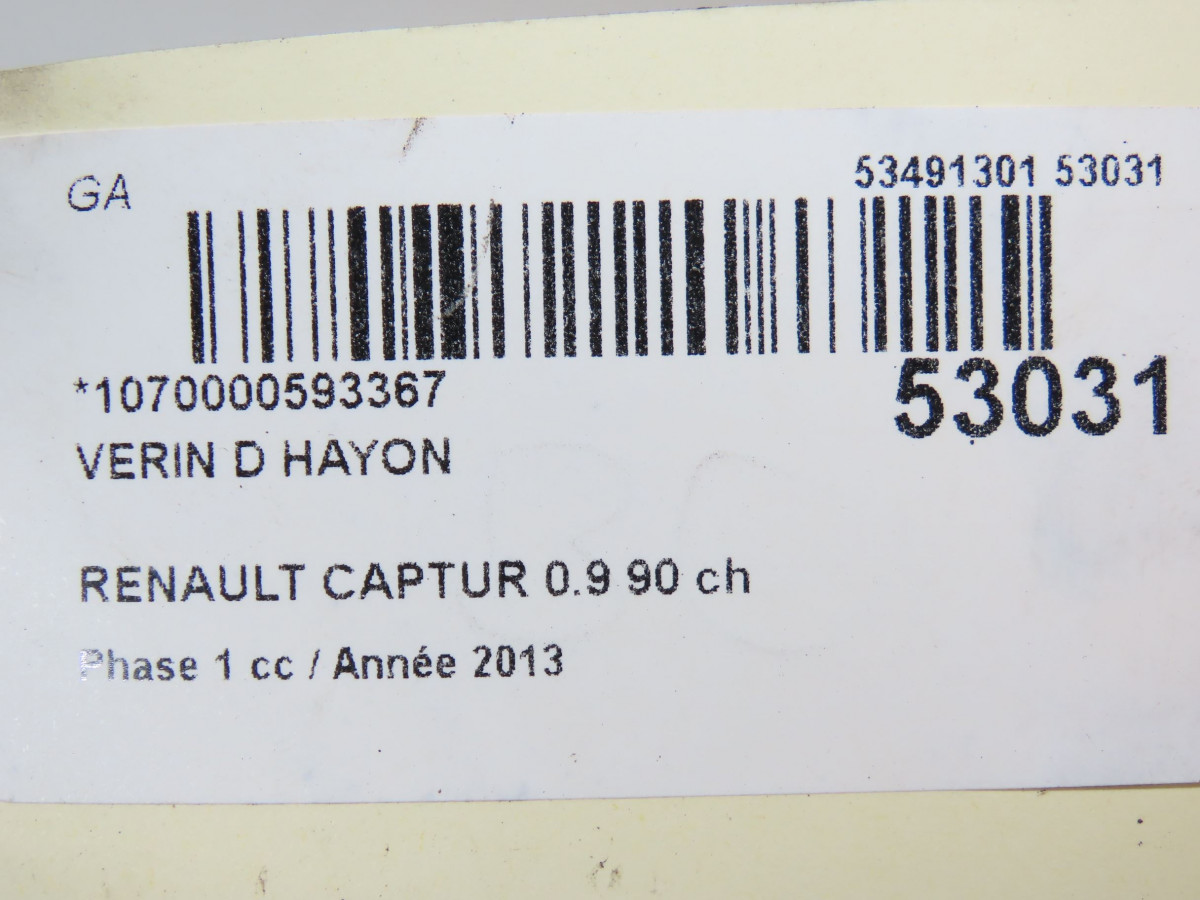 GA
53491301 53031
*1070000593367
53031
VERIN D HAYON
RENAULT CAPTUR 0.9 90 ch
Phase 1 cc / Année 2013